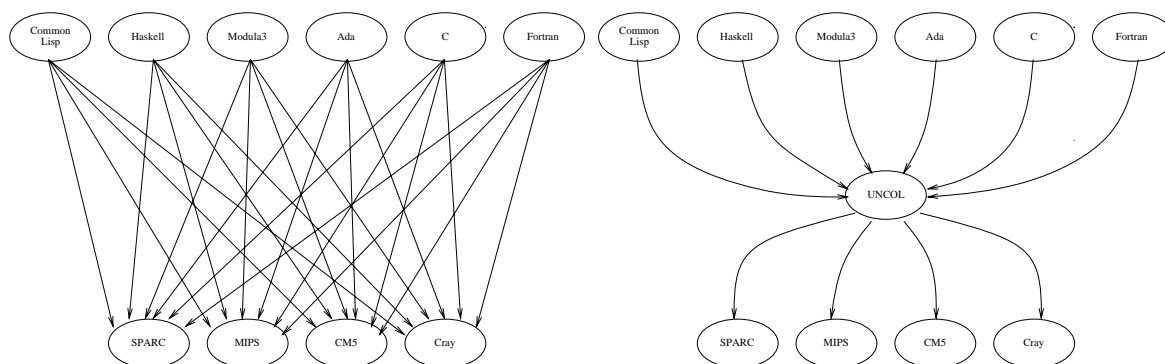 Common
Lisp
Haskell
Modula3
Ada
C
Fortran
SPARC
MIPS
CM5
Cray
Common
Lisp
Haskell
Modula3
Ada
C
Fortran
UNCOL
SPARC
MIPS
CM5
Cray